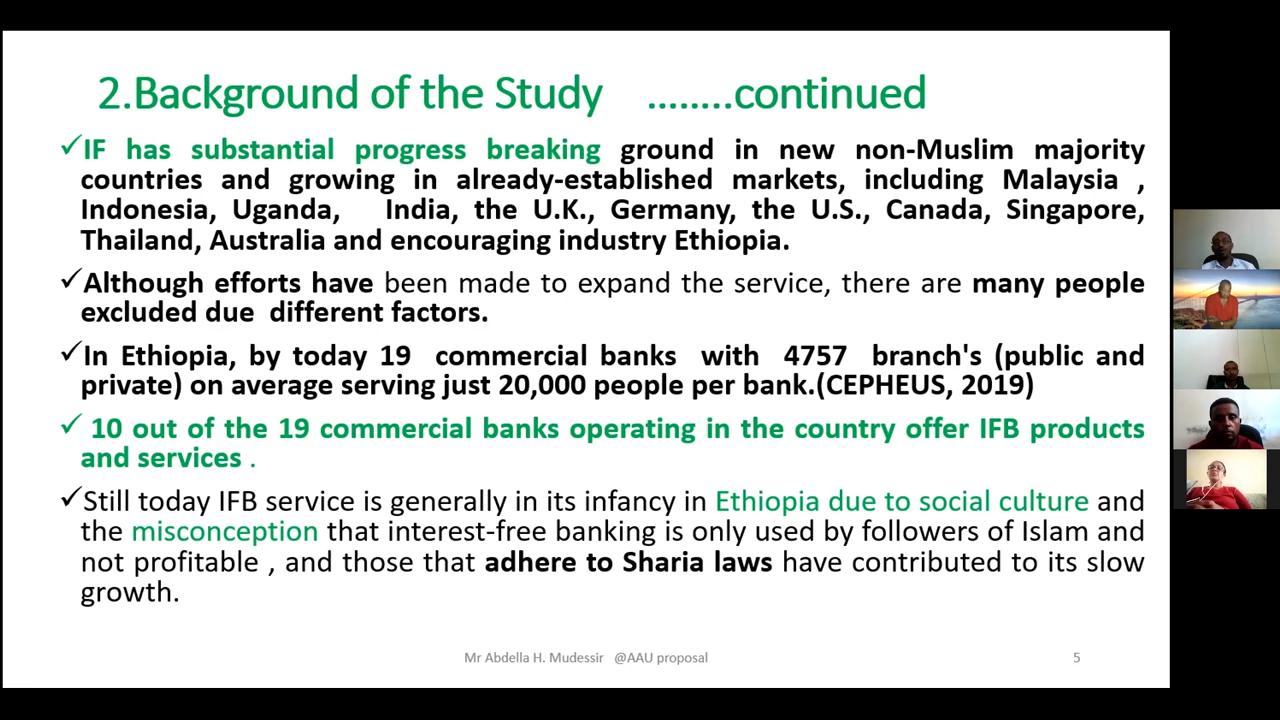 2.Background of the Study ........continued
✓IF has substantial progress breaking ground in new non-Muslim majority
countries and growing in already-established markets, including Malaysia ,
Indonesia, Uganda, India, the U.K., Germany, the U.S., Canada, Singapore,
Thailand, Australia and encouraging industry Ethiopia.
✓Although efforts have been made to expand the service, there are many people
excluded due different factors.
✓In Ethiopia, by today 19 commercial banks with 4757 branch's (public and
private) on average serving just 20,000 people per bank.(CEPHEUS, 2019)
✓ 10 out of the 19 commercial banks operating in the country offer IFB products
and services .
✓Still today IFB service is generally in its infancy in Ethiopia due to social culture and
the misconception that interest-free banking is only used by followers of Islam and
not profitable , and those that adhere to Sharia laws have contributed to its slow
growth.
Mr Abdella H. Mudessir @AAU proposal 5